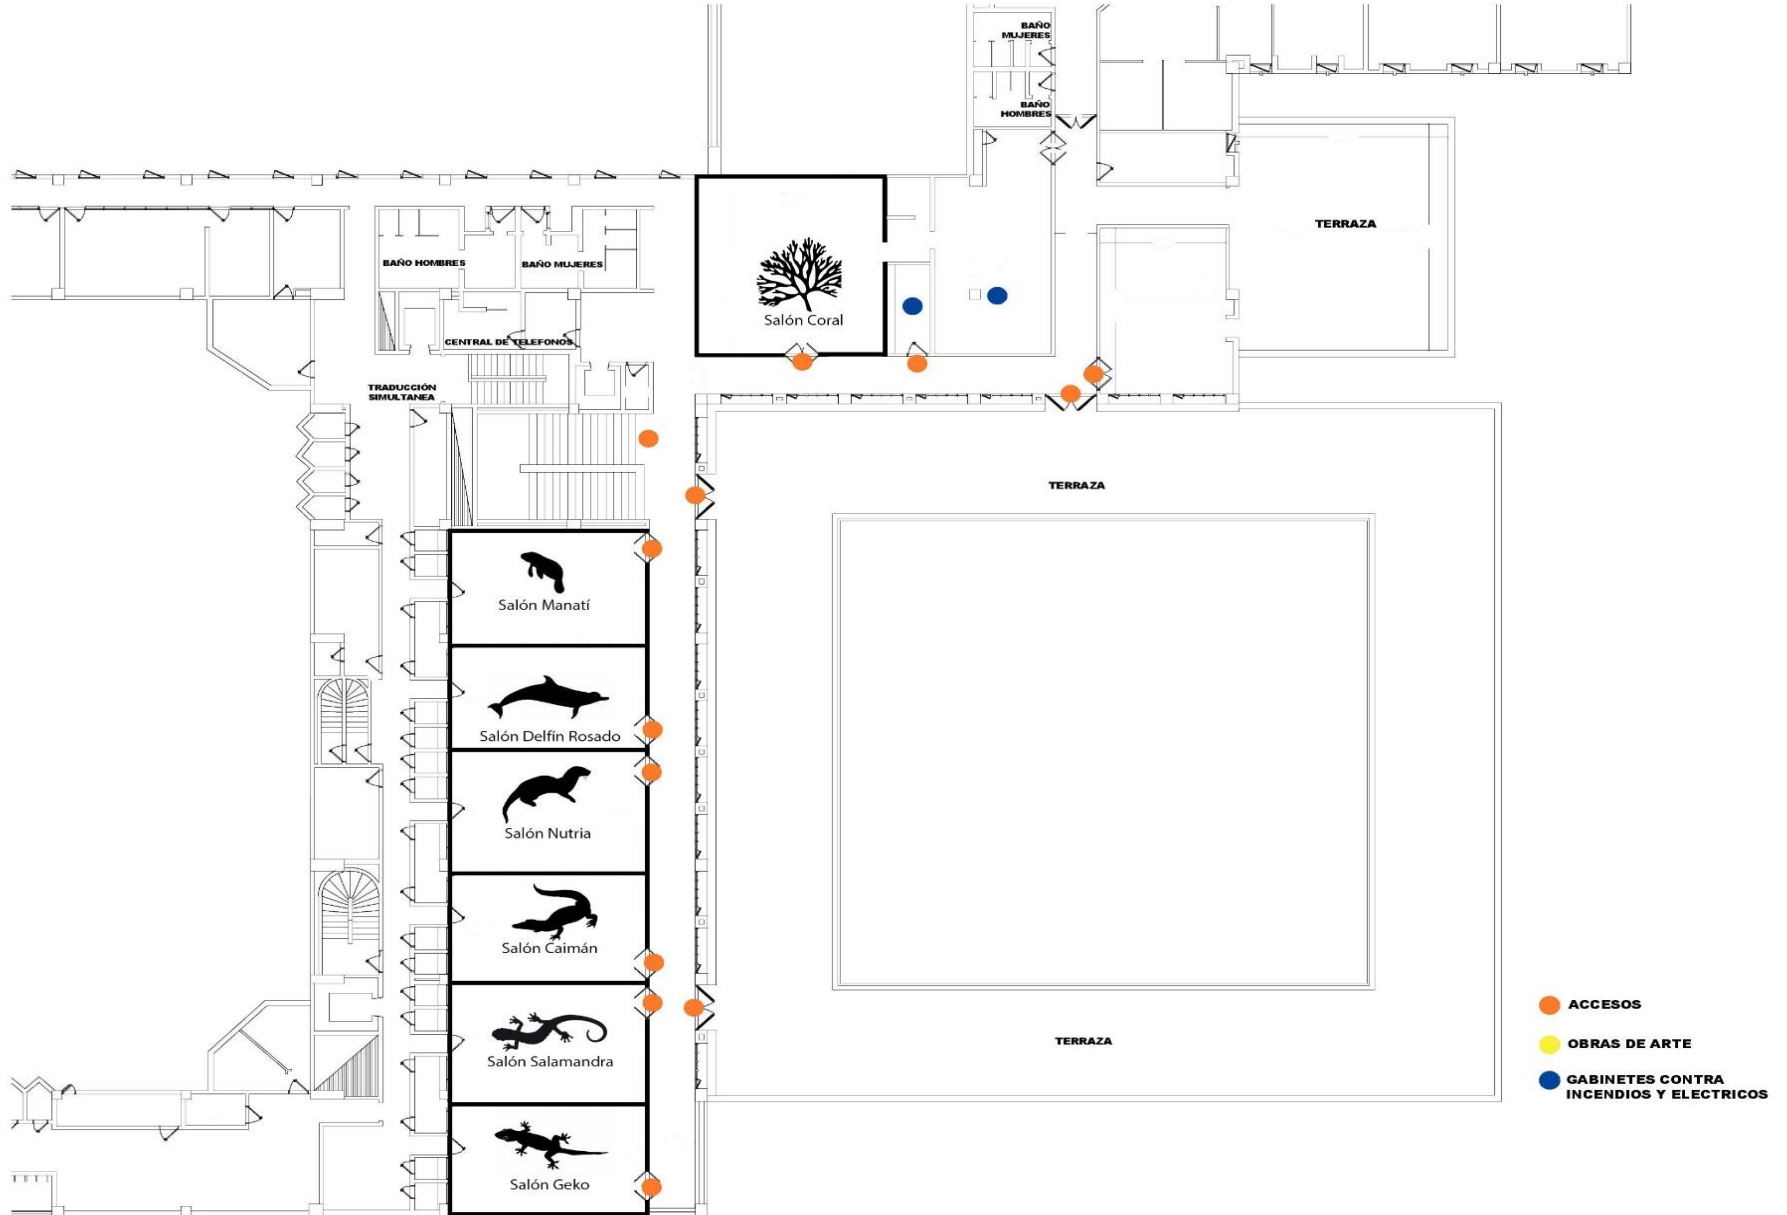 BAÑO
MUJERES
BAÑO
HOMBRES
TERRAZA
BAÑO HOMBRES
BAÑO MUJERES
Salón Coral
CENTRAL DE TELEFONOS
TRADUCCIÓN
SIMULTANEA
TERRAZA
Salón Manatí
Salón Delfín Rosado
Salón Nutria
Salón Caimán
Salón Salamandra
Salón Geko
TERRAZA
ACCESOS
OBRAS DE ARTE
GABINETES CONTRA
INCENDIOS Y ELECTRICOS